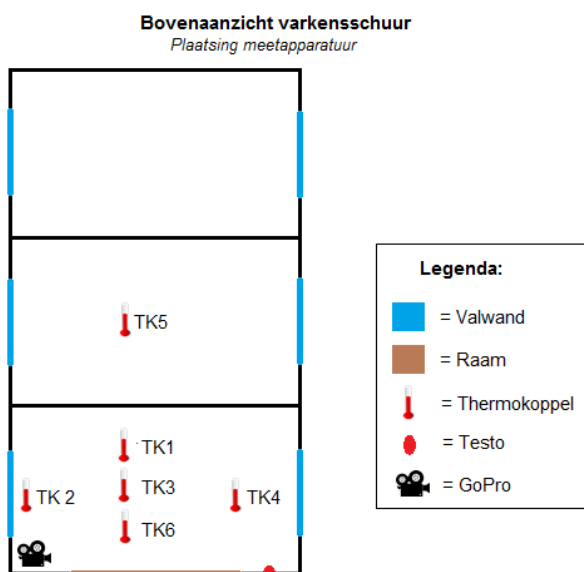 Bovenaanzicht varkensschuur
Plaatsing meetapparatuur
TK5
TK1
TK3
TK 2
TK4
TK6
Legenda:
= Valwand
= Raam
= Thermokoppel
= Testo
= GoPro